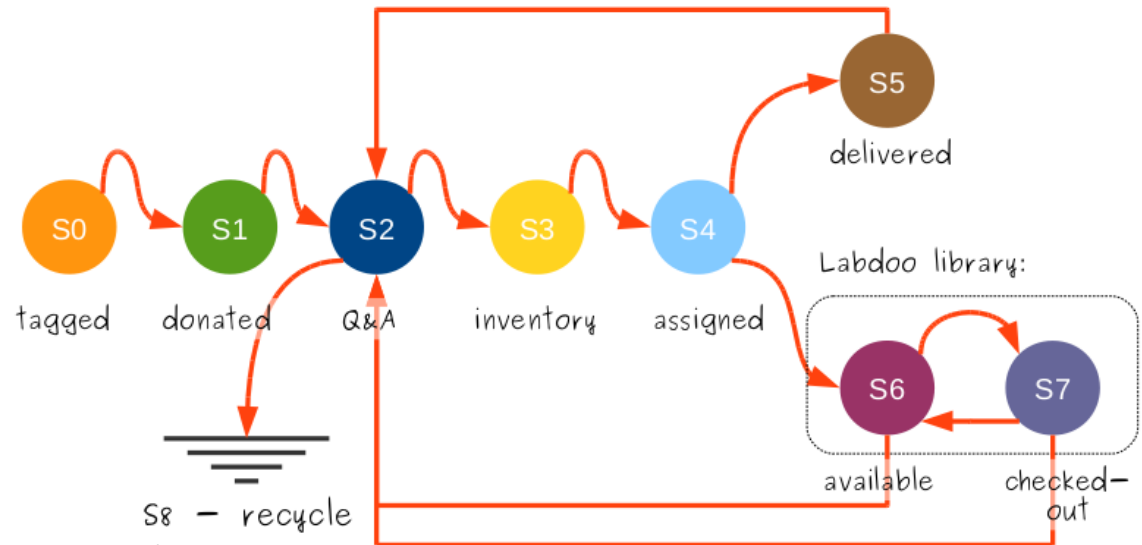 S5
delivered
S0
S1
S2
S3
S4
Labdoo library:
tagged
donated
Q&A
inventory
assigned
S6
S7
available
checked-
out
S8 - recycle